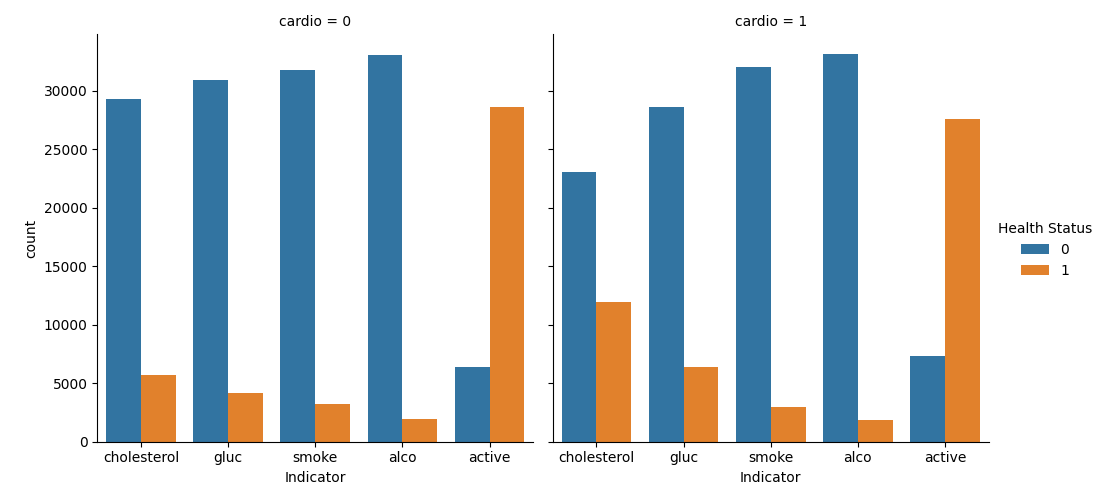 cardio = 0
cardio = 1
30000
25000
20000
15000
10000
5000
0
count
cholesterol gluc smoke alco active
Indicator
cholesterol gluc smoke alco active
Indicator
Health Status
0
1